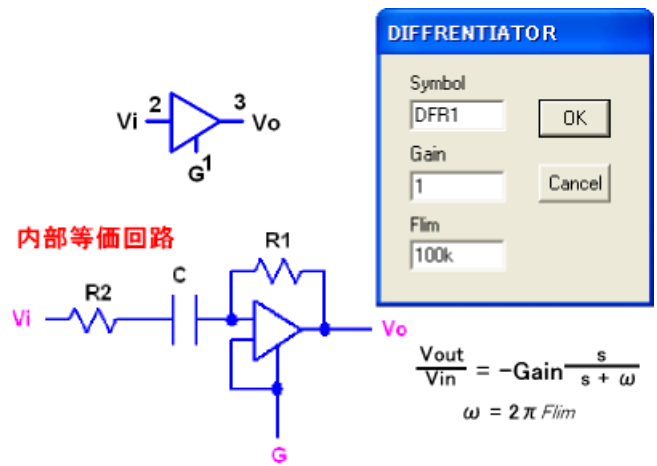 DIFFRENTIATOR
Symbol
DFR1
OK
Gain
1
Cancel
Flim
100k
Vi 2 3 Vo
1
G
内部等価回路
R1
C
R2
Vi
Vo
G
Vout
Vin = -Gain s
s + ω
ω = 2π Flim